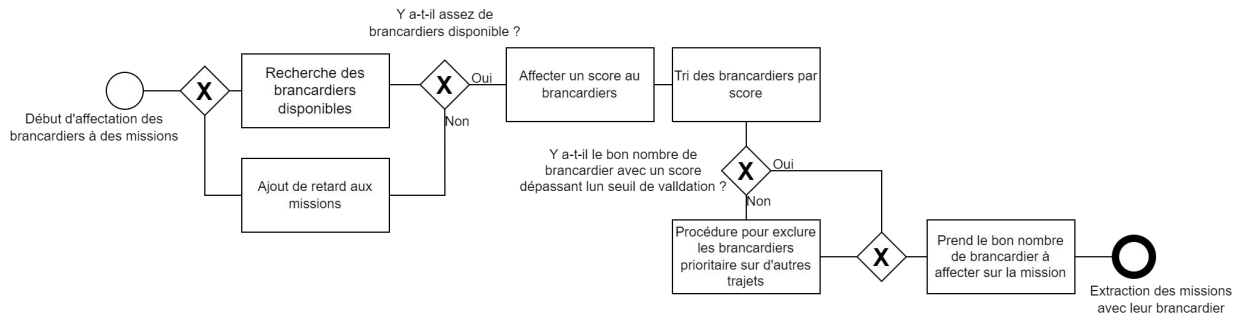 Y a-t-il assez de
brancardiers disponible ?
Début d'affectation des
brancardiers à des missions
X
Recherche des
brancardiers
disponibles
X
Oui
Non
Ajout de retard aux
missions
Affecter un score au
brancardiers
Tri des brancardiers par
score
Y a-t-il le bon nombre de
brancardier avec un score
dépassant lun seuil de valldation ?
X
Oui
Non
Procédure pour exclure
les brancardiers
prioritaire sur d'autres
trajets
X
Prend le bon nombre
de brancardier à
affecter sur la mission
Extraction des missions
avec leur brancardier